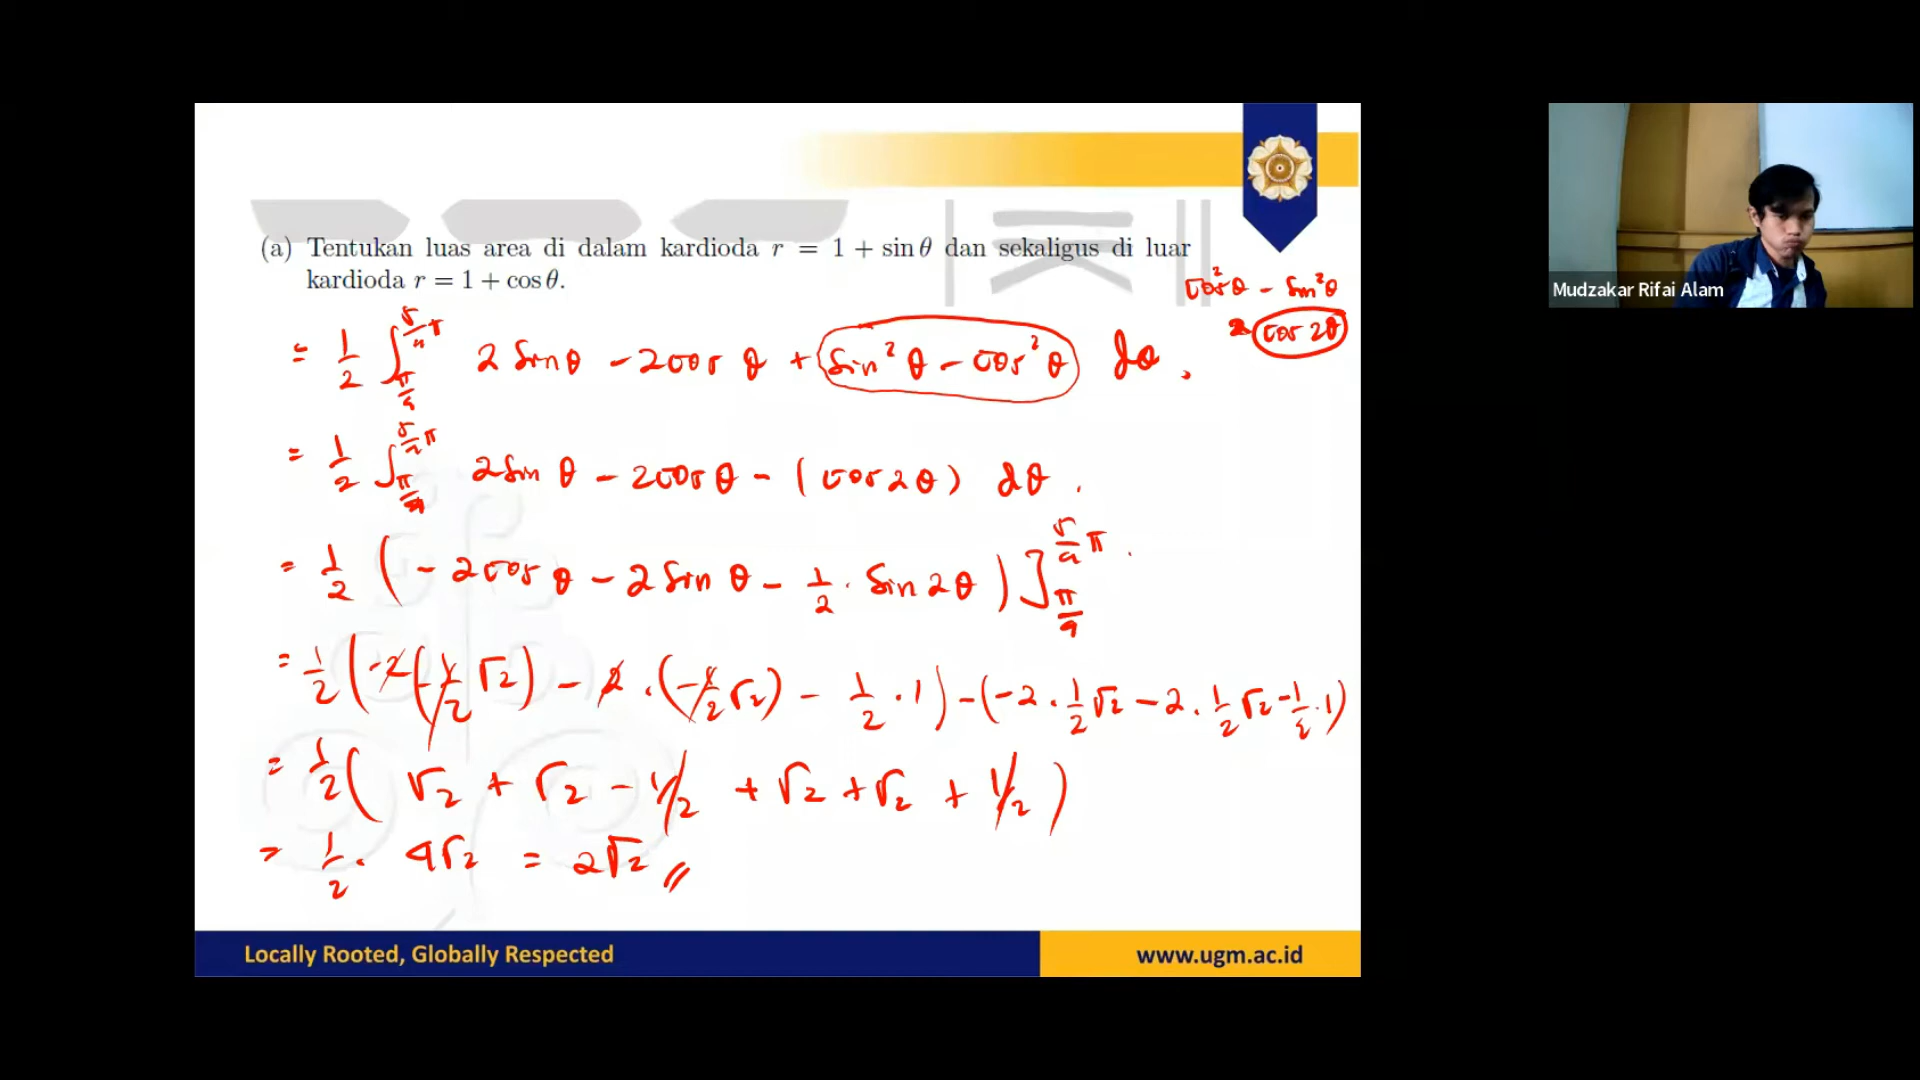 (a) Tentukan luas area di dalam kardioda r = 1 + sin θ dan sekaligus di luar
kardioda r = 1 + cos θ.
cos²θ - sin²θ
cos 2θ
= 1/2 ∫_{π/4}^{5/4 π} 2 sin θ - 2 cos θ + sin²θ - cos²θ dθ.
= 1/2 ∫_{π/4}^{5/4 π} 2 sin θ - 2 cos θ - (cos 2θ) dθ.
= 1/2 (-2 cos θ - 2 sin θ - 1/2 · sin 2θ)]_{π/4}^{5/4 π}.
= 1/2 (-2(-1/2 √2) - 2 · (-1/2 √2) - 1/2 · 1) - (-2 · 1/2 √2 - 2 · 1/2 √2 - 1/2 · 1)
= 1/2 (√2 + √2 - 1/2 + √2 + √2 + 1/2)
= 1/2 · 4√2 = 2√2 //
Mudzakar Rifai Alam
Locally Rooted, Globally Respected
www.ugm.ac.id